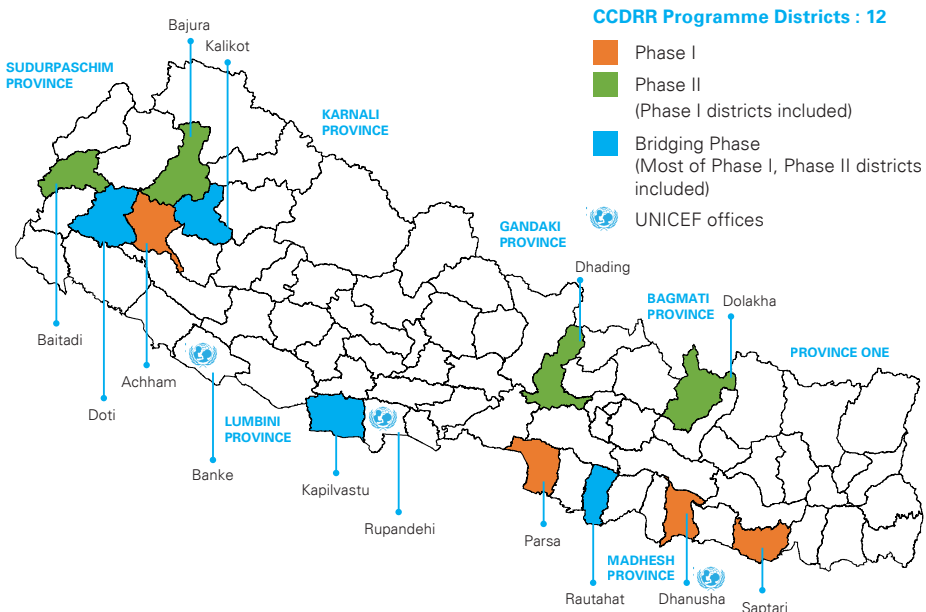 CCDRR Programme Districts : 12
Phase I
Phase II
(Phase I districts included)
Bridging Phase
(Most of Phase I, Phase II districts
included)
UNICEF offices
Bajura
Kalikot
SUDURPASCHIM
PROVINCE
KARNALI
PROVINCE
GANDAKI
PROVINCE
Dhading
BAGMATI
PROVINCE
Dolakha
PROVINCE ONE
Baitadi
Achham
Doti
LUMBINI
PROVINCE
Banke
Kapilvastu
Rupandehi
Parsa
MADHESH
PROVINCE
Rautahat
Dhanusha
Saptari